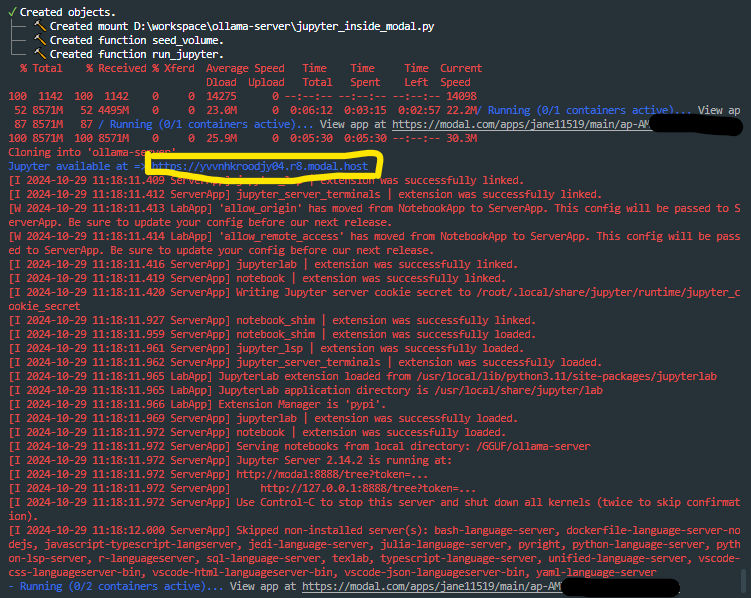 ✓ Created objects.
├── 🔨 Created mount D:\workspace\ollama-server\jupyter_inside_modal.py
├── 🔨 Created function seed_volume.
└── 🔨 Created function run_jupyter.
% Total % Received % Xferd Average Speed Time Time Time Current
Dload Upload Total Spent Left Speed
100 1142 100 1142 0 0 14275 0 --:--:-- --:--:-- --:--:-- 14098
52 8571M 52 4495M 0 0 23.0M 0 0:06:12 0:03:15 0:02:57 22.2M/ Running (0/1 containers active)... View ap
87 8571M 87 / Running (0/1 containers active)... View app at https://modal.com/apps/jane11519/main/ap-AM
100 8571M 100 8571M 0 0 25.9M 0 0:05:30 0:05:30 --:--:-- 30.3M
Cloning into 'ollama-server'
Jupyter available at => https://yvvnhkroodjy04.r8.modal.host
[I 2024-10-29 11:18:11.409 ServerApp] | extension was successfully linked.
[I 2024-10-29 11:18:11.412 ServerApp] jupyter_server_terminals | extension was successfully linked.
[W 2024-10-29 11:18:11.413 LabApp] 'allow_origin' has moved from NotebookApp to ServerApp. This config will be passed to S
erverApp. Be sure to update your config before our next release.
[W 2024-10-29 11:18:11.414 LabApp] 'allow_remote_access' has moved from NotebookApp to ServerApp. This config will be pass
ed to ServerApp. Be sure to update your config before our next release.
[I 2024-10-29 11:18:11.416 ServerApp] jupyterlab | extension was successfully linked.
[I 2024-10-29 11:18:11.419 ServerApp] notebook | extension was successfully linked.
[I 2024-10-29 11:18:11.420 ServerApp] Writing Jupyter server cookie secret to /root/.local/share/jupyter/runtime/jupyter_c
ookie_secret
[I 2024-10-29 11:18:11.927 ServerApp] notebook_shim | extension was successfully linked.
[I 2024-10-29 11:18:11.959 ServerApp] notebook_shim | extension was successfully loaded.
[I 2024-10-29 11:18:11.961 ServerApp] jupyter_lsp | extension was successfully loaded.
[I 2024-10-29 11:18:11.962 ServerApp] jupyter_server_terminals | extension was successfully loaded.
[I 2024-10-29 11:18:11.965 LabApp] JupyterLab extension loaded from /usr/local/lib/python3.11/site-packages/jupyterlab
[I 2024-10-29 11:18:11.965 LabApp] JupyterLab application directory is /usr/local/share/jupyter/lab
[I 2024-10-29 11:18:11.966 LabApp] Extension Manager is 'pypi'.
[I 2024-10-29 11:18:11.969 ServerApp] jupyterlab | extension was successfully loaded.
[I 2024-10-29 11:18:11.972 ServerApp] notebook | extension was successfully loaded.
[I 2024-10-29 11:18:11.972 ServerApp] Serving notebooks from local directory: /GGUF/ollama-server
[I 2024-10-29 11:18:11.972 ServerApp] Jupyter Server 2.14.2 is running at:
[I 2024-10-29 11:18:11.972 ServerApp] http://modal:8888/tree?token=...
[I 2024-10-29 11:18:11.972 ServerApp] http://127.0.0.1:8888/tree?token=...
[I 2024-10-29 11:18:11.972 ServerApp] Use Control-C to stop this server and shut down all kernels (twice to skip confirmat
ion).
[I 2024-10-29 11:18:12.000 ServerApp] Skipped non-installed server(s): bash-language-server, dockerfile-language-server-no
dejs, javascript-typescript-langserver, jedi-language-server, julia-language-server, pyright, python-language-server, pyth
on-lsp-server, r-languageserver, sql-language-server, texlab, typescript-language-server, unified-language-server, vscode-
css-languageserver-bin, vscode-html-languageserver-bin, vscode-json-languageserver-bin, yaml-language-server
- Running (0/2 containers active)... View app at https://modal.com/apps/jane11519/main/ap-AM